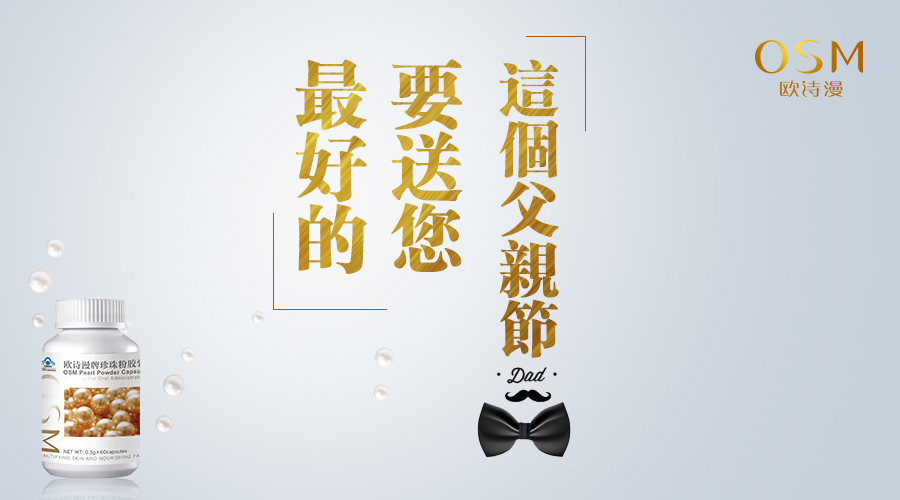 這個父親節
要送您
最好的
Dad
OSM
欧诗漫
欧诗漫牌珍珠粉胶
OSM Pearl Powder Capsu
For Oral Administrat
OSM
NET WT: 0.3g×60capsules
AUTIFYING SKIN AND NOURISHING FA